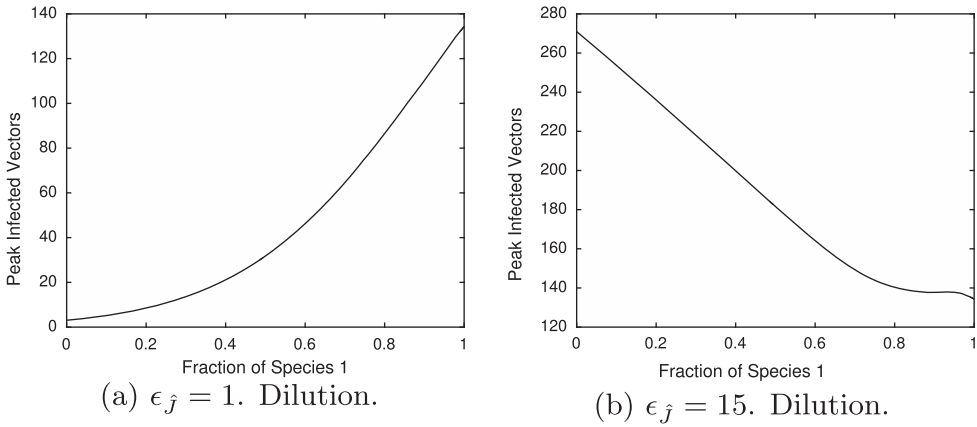 140
120
100
80
60
40
20
0
Peak Infected Vectors
0 0.2 0.4 0.6 0.8 1
Fraction of Species 1
(a) ϵ_ĵ = 1. Dilution.
280
260
240
220
200
180
160
140
120
Peak Infected Vectors
0 0.2 0.4 0.6 0.8 1
Fraction of Species 1
(b) ϵ_ĵ = 15. Dilution.